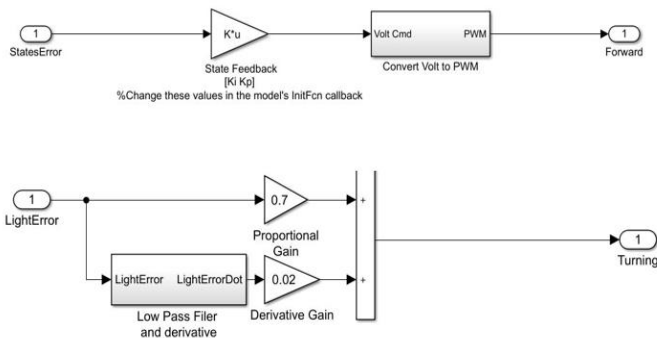 1
StatesError
K*u
State Feedback
[Ki Kp]
%Change these values in the model's InitFcn callback
Volt Cmd PWM
Convert Volt to PWM
1
Forward
1
LightError
0.7
Proportional
Gain
LightError LightErrorDot
Low Pass Filer
and derivative
0.02
Derivative Gain
+
+
1
Turning